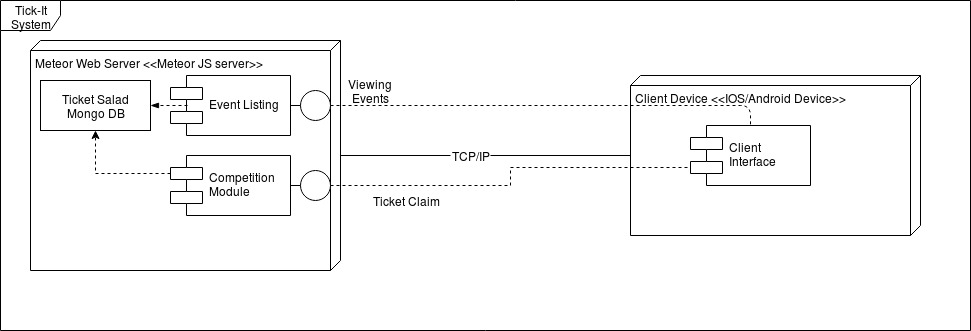 Tick-It
System
Meteor Web Server <<Meteor JS server>>
Ticket Salad
Mongo DB
Event Listing
Viewing
Events
Client Device <<IOS/Android Device>>
Client
Interface
TCP/IP
Competition
Module
Ticket Claim